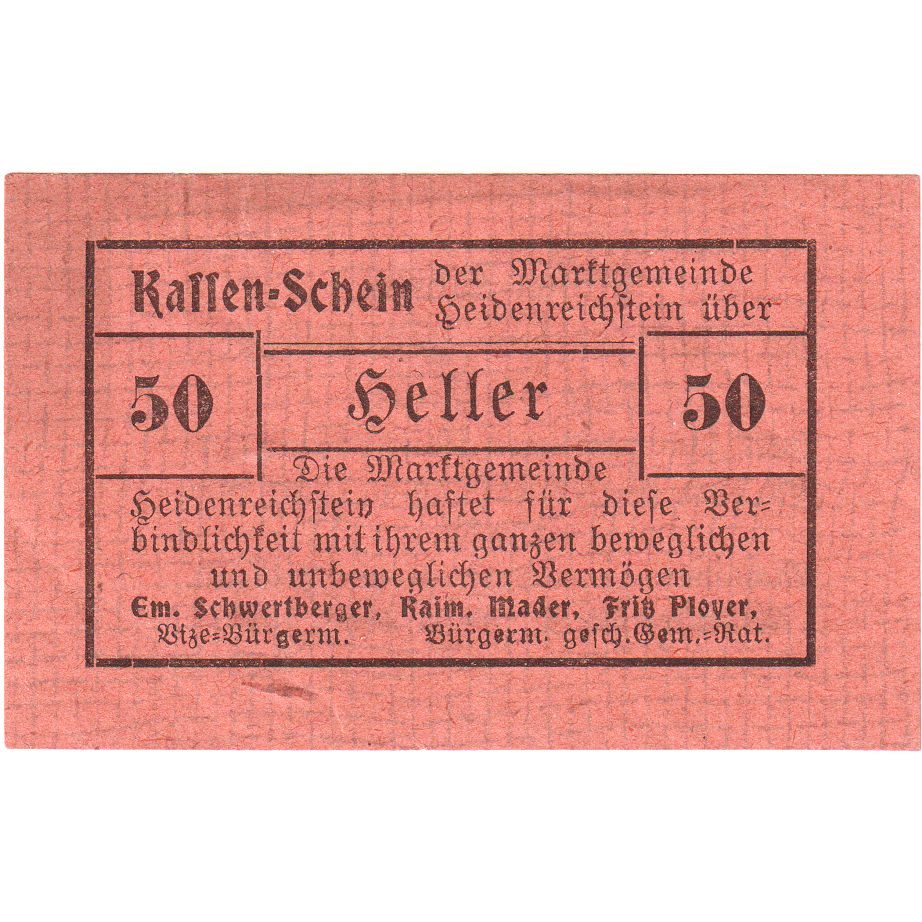 Kassen-Schein der Marktgemeinde
Heidenreichstein über
50 Heller 50
Die Marktgemeinde
Heidenreichstein haftet für diese Ver-
bindlichkeit mit ihrem ganzen beweglichen
und unbeweglichen Vermögen
Em. Schwertberger, Raim. Mader, Fritz Ployer,
Vize-Bürgerm. Bürgerm. gesch. Gem.-Rat.